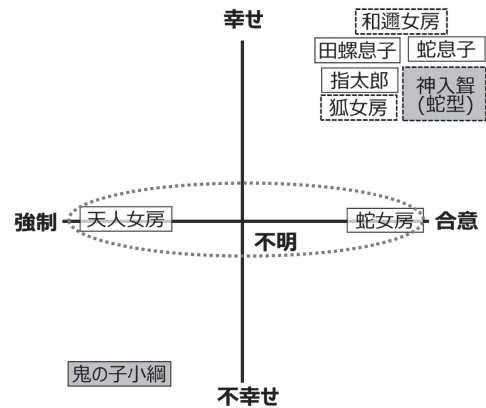 幸せ
和邇女房
田螺息子
蛇息子
指太郎
神入聟
(蛇型)
狐女房
強制
天人女房
蛇女房
合意
不明
鬼の子小綱
不幸せ